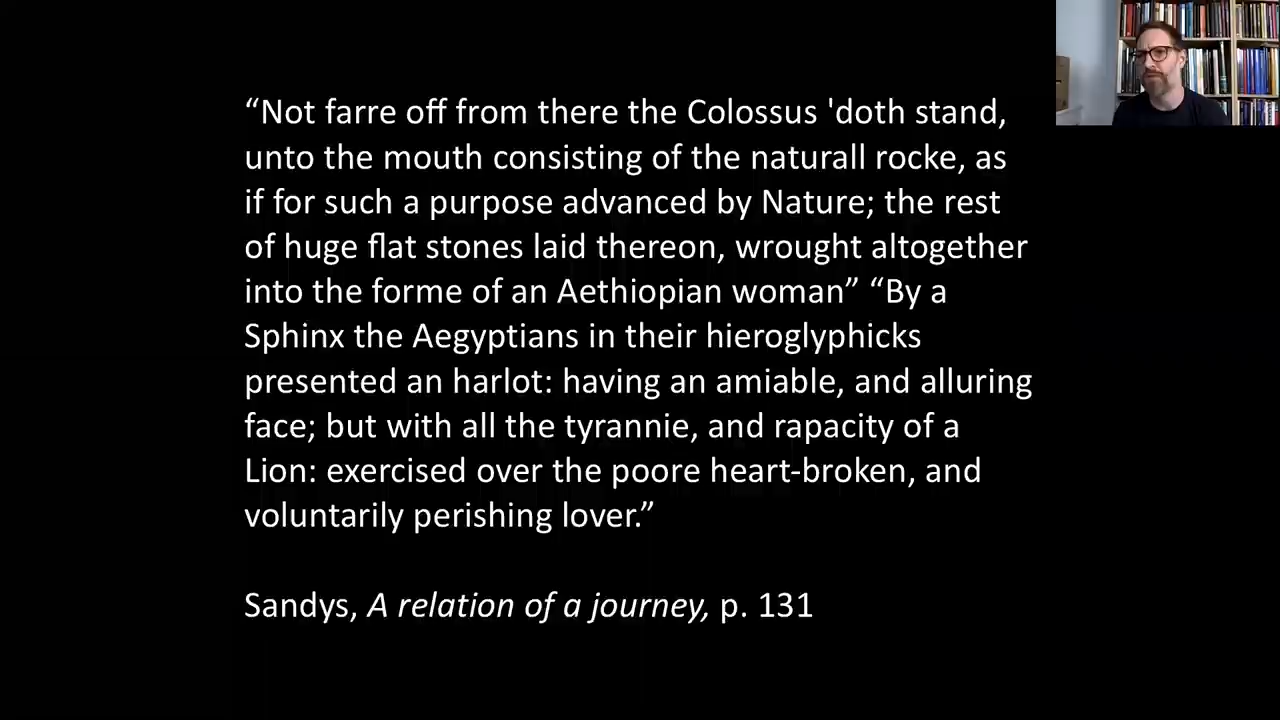 “Not farre off from there the Colossus 'doth stand,
unto the mouth consisting of the naturall rocke, as
if for such a purpose advanced by Nature; the rest
of huge flat stones laid thereon, wrought altogether
into the forme of an Aethiopian woman” “By a
Sphinx the Aegyptians in their hieroglyphicks
presented an harlot: having an amiable, and alluring
face; but with all the tyrannie, and rapacity of a
Lion: exercised over the poore heart-broken, and
voluntarily perishing lover.”
Sandys, A relation of a journey, p. 131